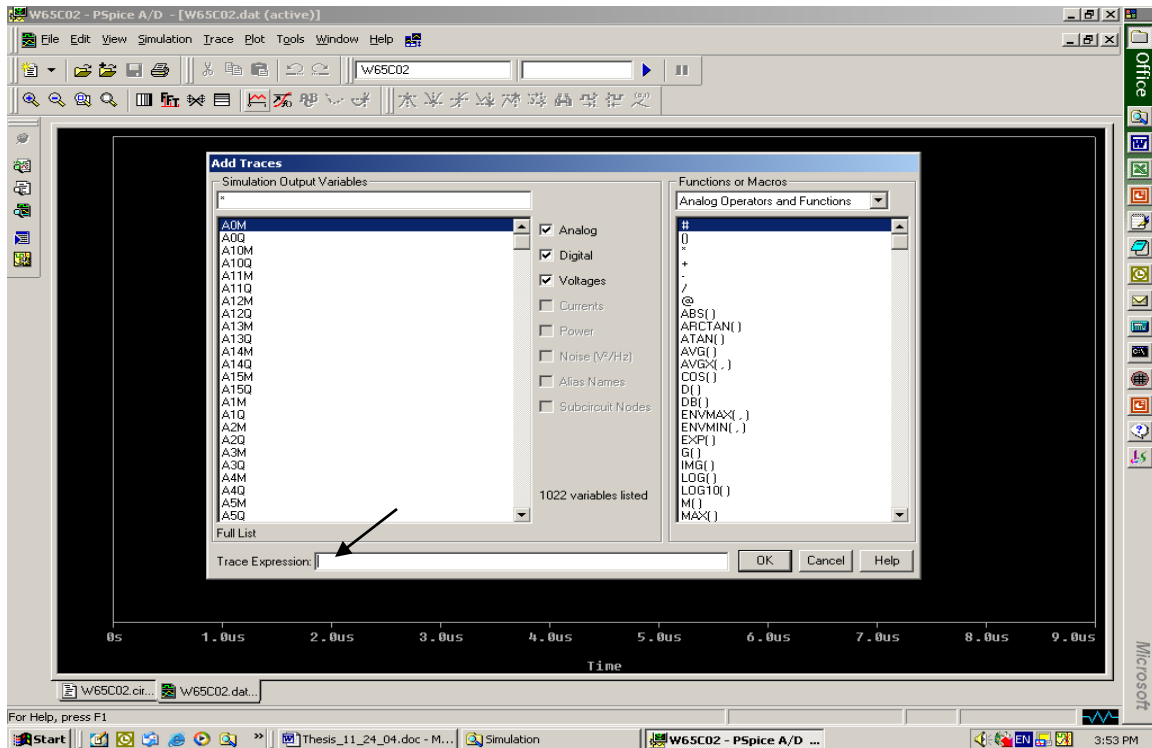 W65C02 - PSpice A/D - [W65C02.dat (active)]
File Edit View Simulation Trace Plot Tools Window Help
W65C02
FFT
Office
Add Traces
Simulation Output Variables
*
A0M
A0Q
A10M
A10Q
A11M
A11Q
A12M
A12Q
A13M
A13Q
A14M
A14Q
A15M
A15Q
A1M
A1Q
A2M
A2Q
A3M
A3Q
A4M
A4Q
A5M
A5Q
Full List
Analog
Digital
Voltages
Currents
Power
Noise (V²/Hz)
Alias Names
Subcircuit Nodes
1022 variables listed
Functions or Macros
Analog Operators and Functions
#
()
*
+
-
/
@
ABS( )
ARCTAN( )
ATAN( )
AVG( )
AVGX( , )
COS( )
D( )
DB( )
ENVMAX( , )
ENVMIN( , )
EXP( )
G( )
IMG( )
LOG( )
LOG10( )
M( )
MAX( )
Trace Expression:
OK Cancel Help
0s 1.0us 2.0us 3.0us 4.0us 5.0us 6.0us 7.0us 8.0us 9.0us
Time
W65C02.cir... W65C02.dat...
Microsoft
For Help, press F1
Start » Thesis_11_24_04.doc - M... Simulation W65C02 - PSpice A/D ... EN 3:53 PM